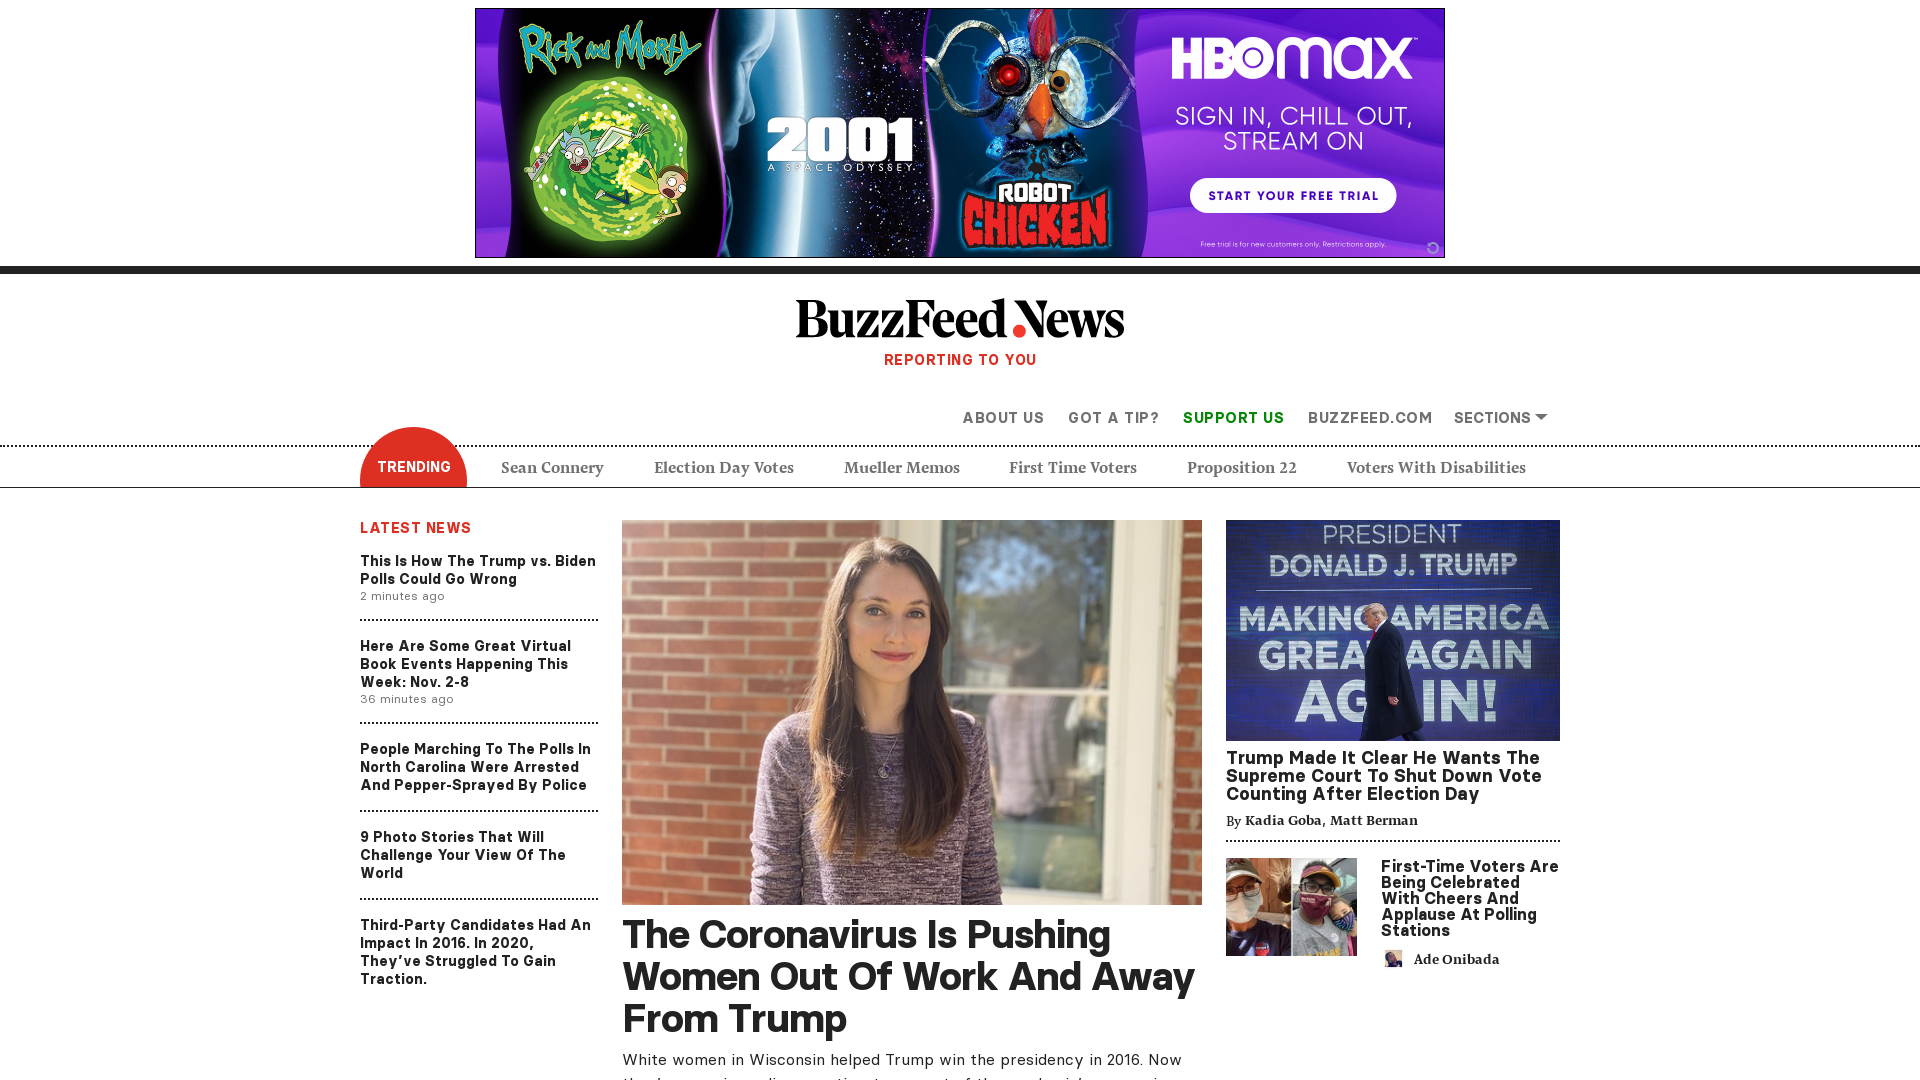 Rick and Morty
2001
A SPACE ODYSSEY
ROBOT
CHICKEN
HBOMAX
SIGN IN, CHILL OUT,
STREAM ON
START YOUR FREE TRIAL
Free trial is for new customers only. Restrictions apply.
BuzzFeed News
REPORTING TO YOU
ABOUT US GOT A TIP? SUPPORT US BUZZFEED.COM SECTIONS
TRENDING Sean Connery Election Day Votes Mueller Memos First Time Voters Proposition 22 Voters With Disabilities
LATEST NEWS
This Is How The Trump vs. Biden
Polls Could Go Wrong
2 minutes ago
Here Are Some Great Virtual
Book Events Happening This
Week: Nov. 2-8
36 minutes ago
People Marching To The Polls In
North Carolina Were Arrested
And Pepper-Sprayed By Police
9 Photo Stories That Will
Challenge Your View Of The
World
Third-Party Candidates Had An
Impact In 2016. In 2020,
They’ve Struggled To Gain
Traction.
The Coronavirus Is Pushing
Women Out Of Work And Away
From Trump
White women in Wisconsin helped Trump win the presidency in 2016. Now
PRESIDENT
DONALD J. TRUMP
MAKING AMERICA
GREA AGAIN
AG IN!
Trump Made It Clear He Wants The
Supreme Court To Shut Down Vote
Counting After Election Day
By Kadia Goba, Matt Berman
First-Time Voters Are
Being Celebrated
With Cheers And
Applause At Polling
Stations
Ade Onibada